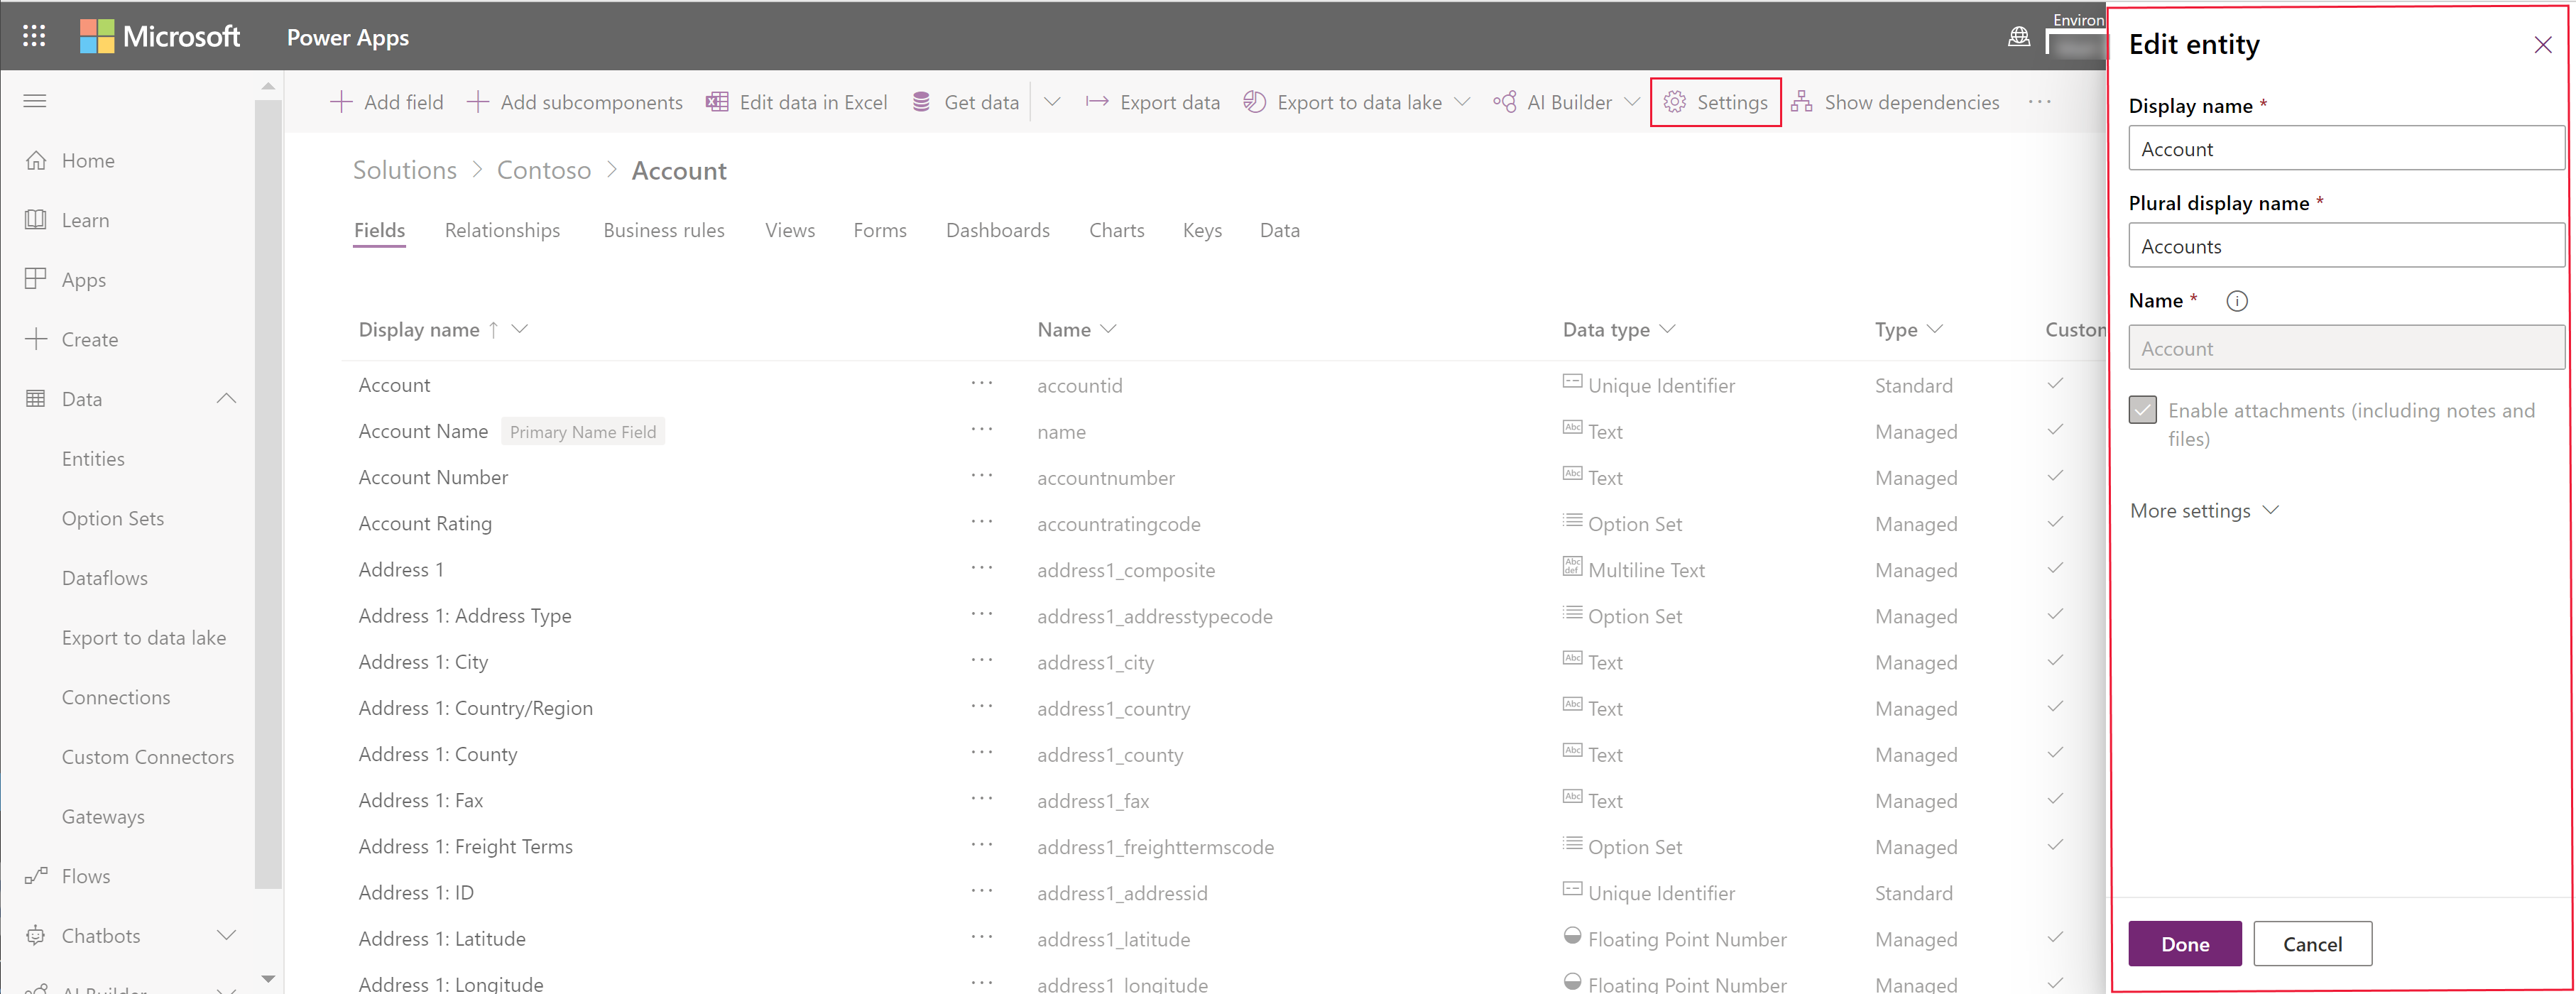 Microsoft Power Apps
Environ
Add field Add subcomponents Edit data in Excel Get data Export data Export to data lake AI Builder Settings Show dependencies ...
Home
Learn
Apps
Create
Data
Entities
Option Sets
Dataflows
Export to data lake
Connections
Custom Connectors
Gateways
Flows
Chatbots
AI Builder
Solutions > Contoso > Account
Fields Relationships Business rules Views Forms Dashboards Charts Keys Data
Display name ↑ Name Data type Type Custom
Account ... accountid Unique Identifier Standard
Account Name Primary Name Field ... name Abc Text Managed
Account Number ... accountnumber Abc Text Managed
Account Rating ... accountratingcode Option Set Managed
Address 1 ... address1_composite Abc def Multiline Text Managed
Address 1: Address Type ... address1_addresstypecode Option Set Managed
Address 1: City ... address1_city Abc Text Managed
Address 1: Country/Region ... address1_country Abc Text Managed
Address 1: County ... address1_county Abc Text Managed
Address 1: Fax ... address1_fax Abc Text Managed
Address 1: Freight Terms ... address1_freighttermscode Option Set Managed
Address 1: ID ... address1_addressid Unique Identifier Standard
Address 1: Latitude ... address1_latitude Floating Point Number Managed
Address 1: Longitude ... address1_longitude Floating Point Number Managed
Edit entity
Display name *
Account
Plural display name *
Accounts
Name *
Account
Enable attachments (including notes and
files)
More settings
Done Cancel